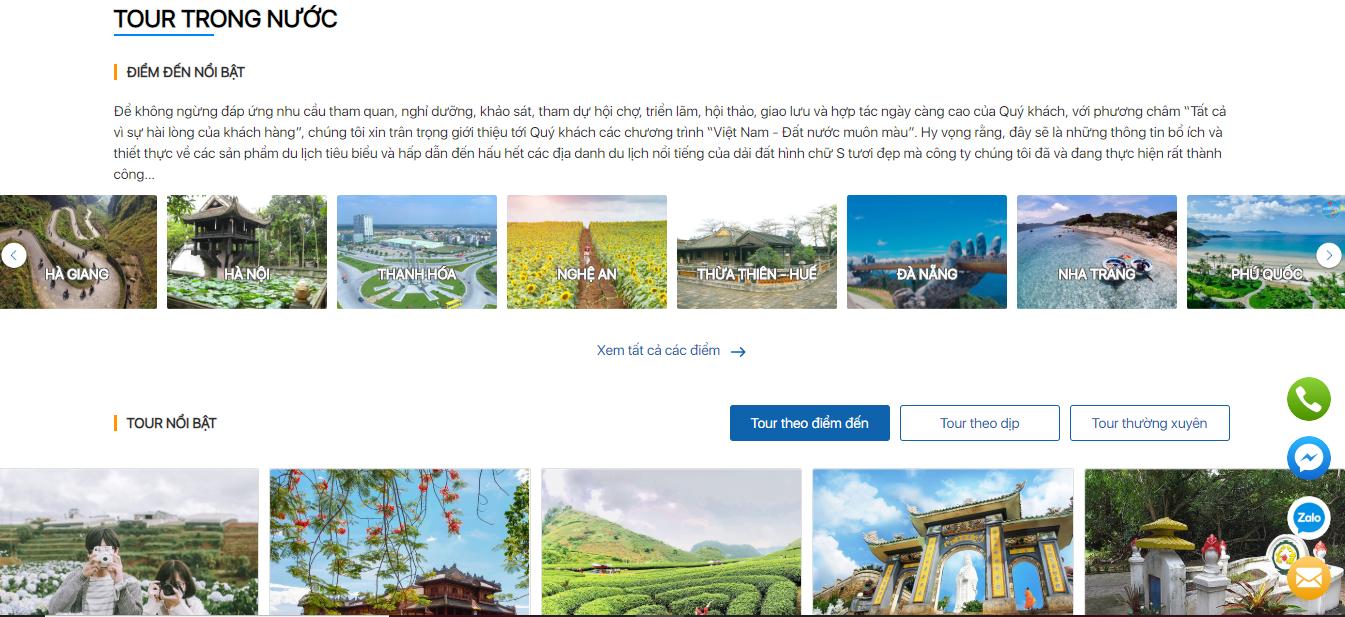 TOUR TRONG NƯỚC
ĐIỂM ĐẾN NỔI BẬT
Để không ngừng đáp ứng nhu cầu tham quan, nghỉ dưỡng, khảo sát, tham dự hội chợ, triển lãm, hội thảo, giao lưu và hợp tác ngày càng cao của Quý khách, với phương châm “Tất cả
vì sự hài lòng của khách hàng”, chúng tôi xin trân trọng giới thiệu tới Quý khách các chương trình “Việt Nam – Đất nước muôn màu”. Hy vọng rằng, đây sẽ là những thông tin bổ ích và
thiết thực về các sản phẩm du lịch tiêu biểu và hấp dẫn đến hầu hết các địa danh du lịch nổi tiếng của dải đất hình chữ S tươi đẹp mà công ty chúng tôi đã và đang thực hiện rất thành
công...
HÀ GIANG
HÀ NỘI
THANH HÓA
NGHỆ AN
THỪA THIÊN – HUẾ
ĐÀ NẴNG
NHA TRANG
PHÚ QUỐC
Xem tất cả các điểm
TOUR NỔI BẬT
Tour theo điểm đến
Tour theo dịp
Tour thường xuyên
Zalo